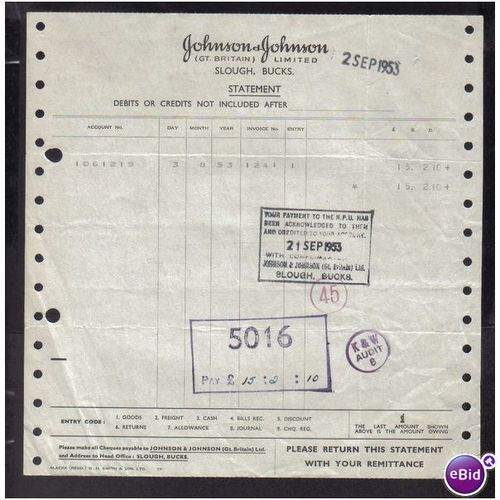 Johnson & Johnson
(GT. BRITAIN) LIMITED
SLOUGH, BUCKS.
2 SEP 1953
STATEMENT
DEBITS OR CREDITS NOT INCLUDED AFTER
ACCOUNT No. DAY MONTH YEAR INVOICE No. ENTRY £ S. D.
1061219 3 8 53 1244 1 15. 2.10+
* 15. 2.10+
YOUR PAYMENT TO THE N.P.U. HAS
BEEN ACKNOWLEDGED TO THEM
AND CREDITED TO YOUR ACCOUNT.
21 SEP 1953
WITH COMPLIMENTS
JOHNSON & JOHNSON (Gt. Britain) Ltd.
SLOUGH, BUCKS.
45
5016
PAY £ 15 : 2 : 10
K & W
AUDIT
6
ENTRY CODE : 1. GOODS 2. FREIGHT 3. CASH 4. BILLS REC. 5. DISCOUNT
6. RETURNS 7. ALLOWANCE 8. JOURNAL 9. CHQ. REG.
THE LAST AMOUNT SHOWN
ABOVE IS THE AMOUNT OWING
Please make all Cheques payable to JOHNSON & JOHNSON (Gt. Britain) Ltd.
and Address to Head Office : SLOUGH, BUCKS.
PLEASE RETURN THIS STATEMENT
WITH YOUR REMITTANCE
W. H. SMITH & SON. LTD.
eBid